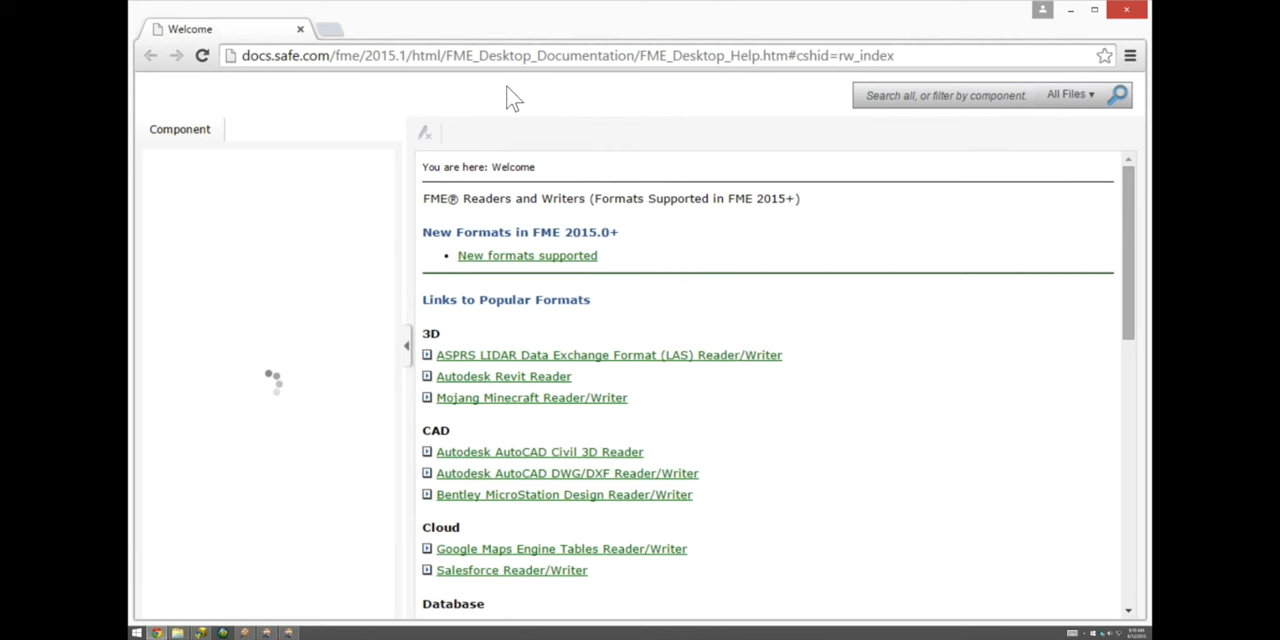 Welcome
docs.safe.com/fme/2015.1/html/FME_Desktop_Documentation/FME_Desktop_Help.htm#cshid=rw_index
Search all, or filter by component.
All Files
Component
You are here: Welcome
FME® Readers and Writers (Formats Supported in FME 2015+)
New Formats in FME 2015.0+
New formats supported
Links to Popular Formats
3D
ASPRS LIDAR Data Exchange Format (LAS) Reader/Writer
Autodesk Revit Reader
Mojang Minecraft Reader/Writer
CAD
Autodesk AutoCAD Civil 3D Reader
Autodesk AutoCAD DWG/DXF Reader/Writer
Bentley MicroStation Design Reader/Writer
Cloud
Google Maps Engine Tables Reader/Writer
Salesforce Reader/Writer
Database